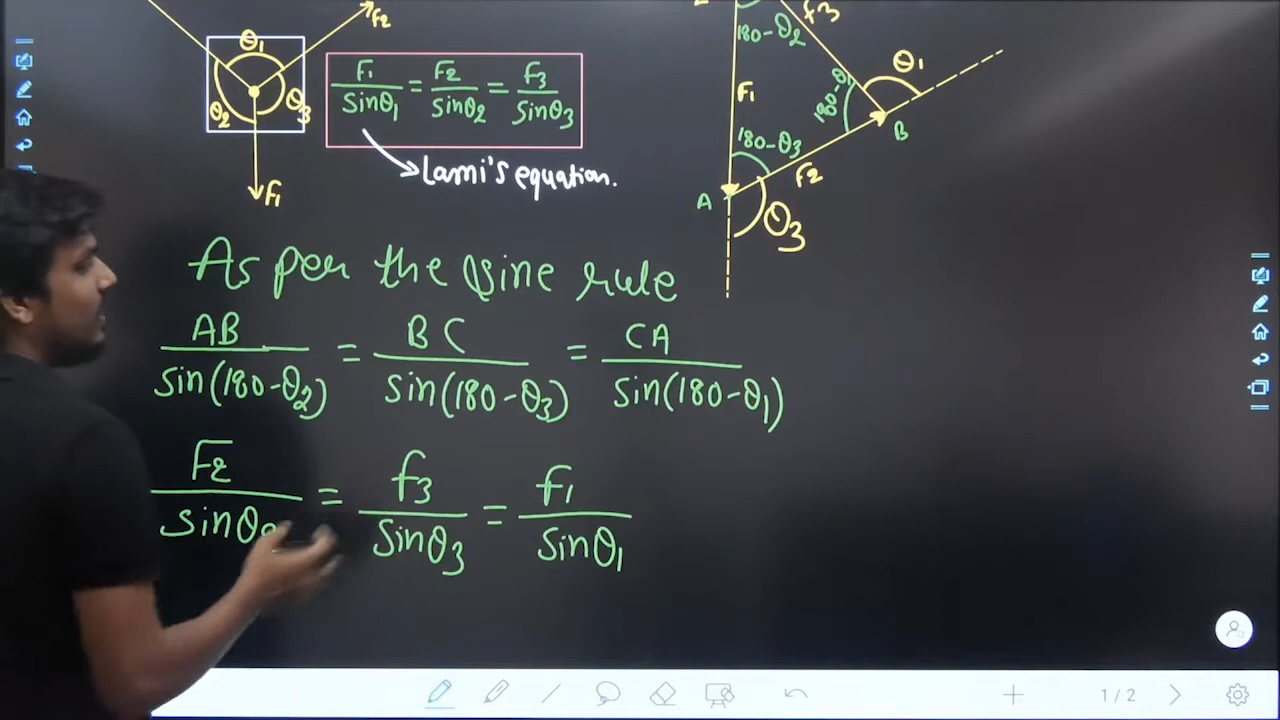 F2
θ1
θ2
θ3
F1
F1/sinθ1 = F2/sinθ2 = F3/sinθ3
Lami's equation.
180-θ2
F3
θ1
F1
180-θ1
B
180-θ3
F2
A
θ3
As per the sine rule
AB/sin(180-θ2) = BC/sin(180-θ3) = CA/sin(180-θ1)
F2/sinθ = f3/sinθ3 = f1/sinθ1
1/2